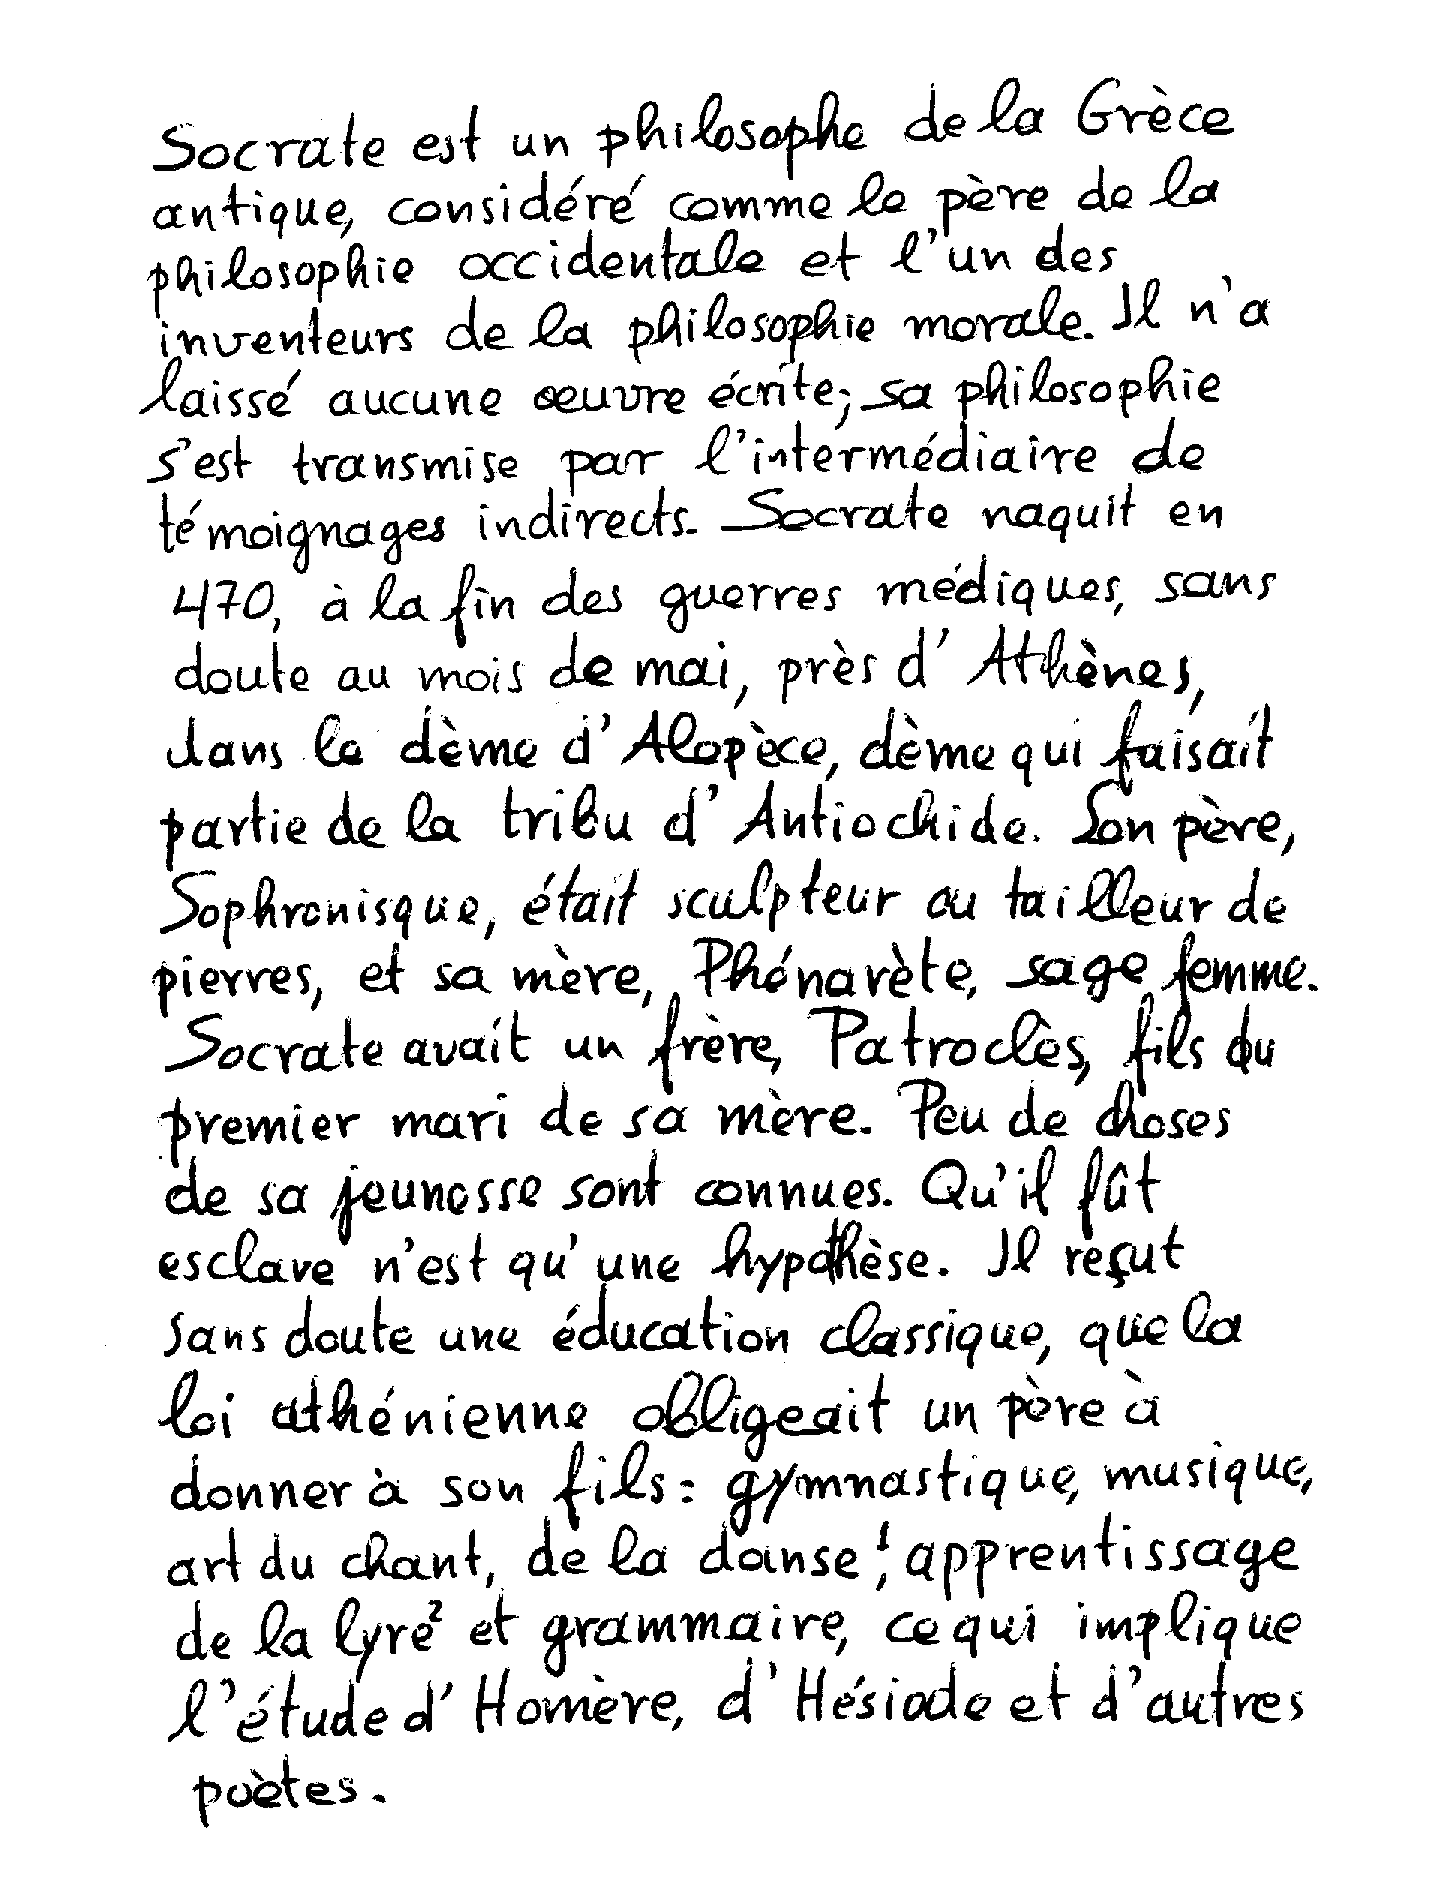 Socrate est un philosophe de la Grèce
antique, considéré comme le père de la
philosophie occidentale et l'un des
inventeurs de la philosophie morale. Il n'a
laissé aucune œuvre écrite; sa philosophie
s'est transmise par l'intermédiaire de
témoignages indirects. Socrate naquit en
470, à la fin des guerres médiques, sans
doute au mois de mai, près d'Athènes,
dans le dème d'Alopèce, dème qui faisait
partie de la tribu d'Antiochide. Son père,
Sophronisque, était sculpteur ou tailleur de
pierres, et sa mère, Phénarète, sage femme.
Socrate avait un frère, Patroclès, fils du
premier mari de sa mère. Peu de choses
de sa jeunesse sont connues. Qu'il fût
esclave n'est qu'une hypothèse. Il reçut
sans doute une éducation classique, que la
loi athénienne obligeait un père à
donner à son fils : gymnastique, musique,
art du chant, de la danse¹, apprentissage
de la lyre² et grammaire, ce qui implique
l'étude d'Homère, d'Hésiode et d'autres
poètes.